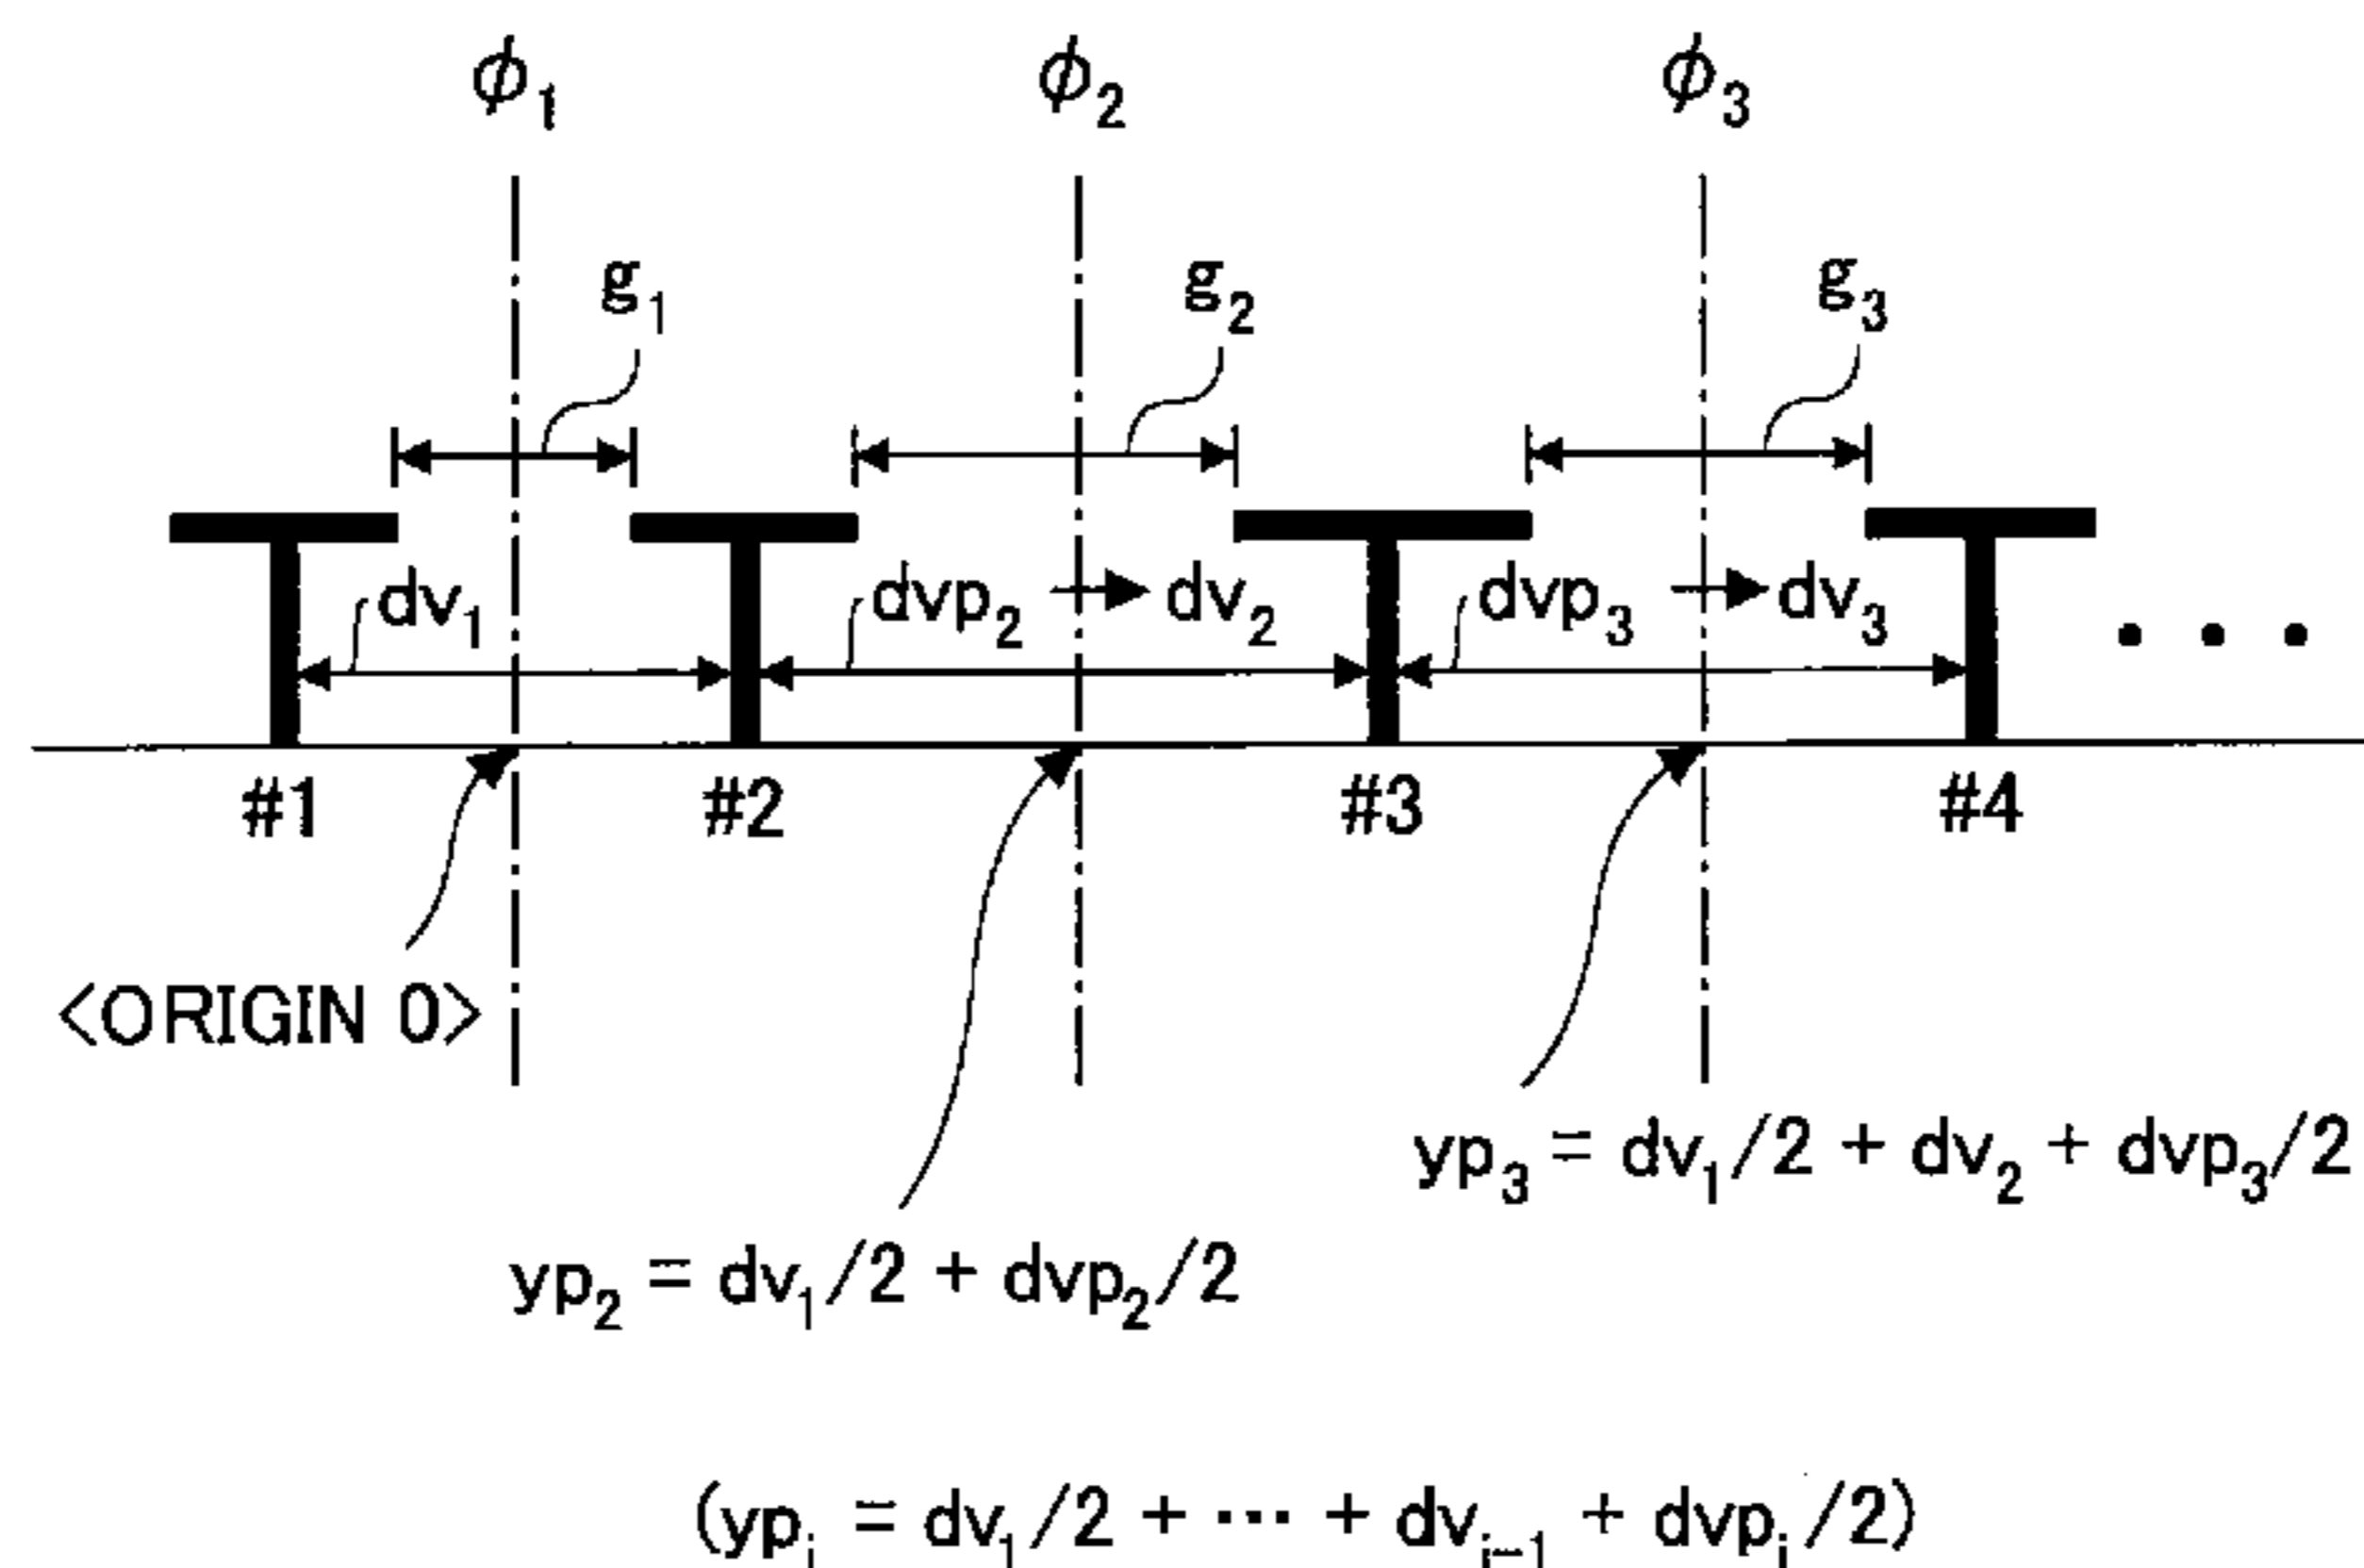 ϕ1 ϕ2 ϕ3
g1 g2 g3
dv1 dvp2 → dv2 dvp3 → dv3 • • •
#1 #2 #3 #4
<ORIGIN 0>
yp3 = dv1/2 + dv2 + dvp3/2
yp2 = dv1/2 + dvp2/2
(ypi = dv1/2 + ⋯ + dvi−1 + dvpi/2)